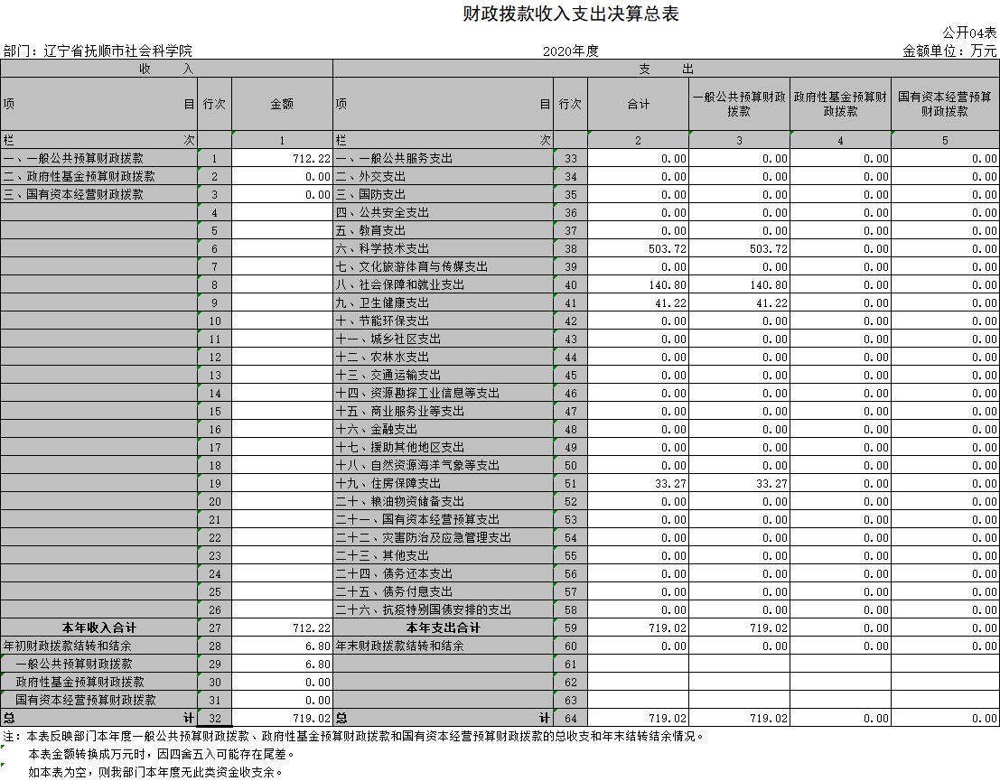 财政拨款收入支出决算总表
公开04表
部门：辽宁省抚顺市社会科学院 2020年度 金额单位：万元
收 入 支 出
项 目 行次 金额 项 目 行次 合计 一般公共预算财政拨款 政府性基金预算财政拨款 国有资本经营预算财政拨款
栏 次 1 栏 次 2 3 4 5
一、一般公共预算财政拨款 1 712.22 一、一般公共服务支出 33 0.00 0.00 0.00 0.00
二、政府性基金预算财政拨款 2 0.00 二、外交支出 34 0.00 0.00 0.00 0.00
三、国有资本经营财政拨款 3 0.00 三、国防支出 35 0.00 0.00 0.00 0.00
4 四、公共安全支出 36 0.00 0.00 0.00 0.00
5 五、教育支出 37 0.00 0.00 0.00 0.00
6 六、科学技术支出 38 503.72 503.72 0.00 0.00
7 七、文化旅游体育与传媒支出 39 0.00 0.00 0.00 0.00
8 八、社会保障和就业支出 40 140.80 140.80 0.00 0.00
9 九、卫生健康支出 41 41.22 41.22 0.00 0.00
10 十、节能环保支出 42 0.00 0.00 0.00 0.00
11 十一、城乡社区支出 43 0.00 0.00 0.00 0.00
12 十二、农林水支出 44 0.00 0.00 0.00 0.00
13 十三、交通运输支出 45 0.00 0.00 0.00 0.00
14 十四、资源勘探工业信息等支出 46 0.00 0.00 0.00 0.00
15 十五、商业服务业等支出 47 0.00 0.00 0.00 0.00
16 十六、金融支出 48 0.00 0.00 0.00 0.00
17 十七、援助其他地区支出 49 0.00 0.00 0.00 0.00
18 十八、自然资源海洋气象等支出 50 0.00 0.00 0.00 0.00
19 十九、住房保障支出 51 33.27 33.27 0.00 0.00
20 二十、粮油物资储备支出 52 0.00 0.00 0.00 0.00
21 二十一、国有资本经营预算支出 53 0.00 0.00 0.00 0.00
22 二十二、灾害防治及应急管理支出 54 0.00 0.00 0.00 0.00
23 二十三、其他支出 55 0.00 0.00 0.00 0.00
24 二十四、债务还本支出 56 0.00 0.00 0.00 0.00
25 二十五、债务付息支出 57 0.00 0.00 0.00 0.00
26 二十六、抗疫特别国债安排的支出 58 0.00 0.00 0.00 0.00
本年收入合计 27 712.22 本年支出合计 59 719.02 719.02 0.00 0.00
年初财政拨款结转和结余 28 6.80 年末财政拨款结转和结余 60 0.00 0.00 0.00 0.00
一般公共预算财政拨款 29 6.80 61
政府性基金预算财政拨款 30 0.00 62
国有资本经营预算财政拨款 31 0.00 63
总 计 32 719.02 总 计 64 719.02 719.02 0.00 0.00
注：本表反映部门本年度一般公共预算财政拨款、政府性基金预算财政拨款和国有资本经营预算财政拨款的总收支和年末结转结余情况。
本表金额转换成万元时，因四舍五入可能存在尾差。
如本表为空，则我部门本年度无此类资金收支余。